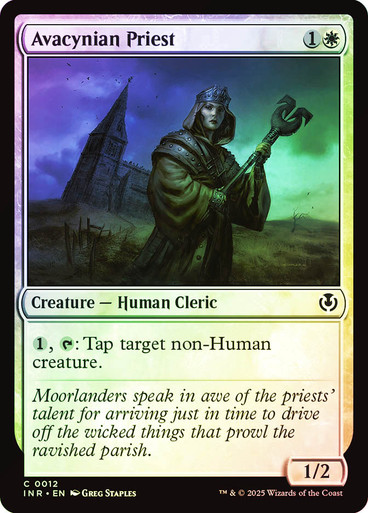 Avacynian Priest 1
Creature — Human Cleric
1, : Tap target non-Human
creature.
Moorlanders speak in awe of the priests’
talent for arriving just in time to drive
off the wicked things that prowl the
ravished parish.
1/2
C 0012
INR • EN Greg Staples
™ & © 2025 Wizards of the Coast